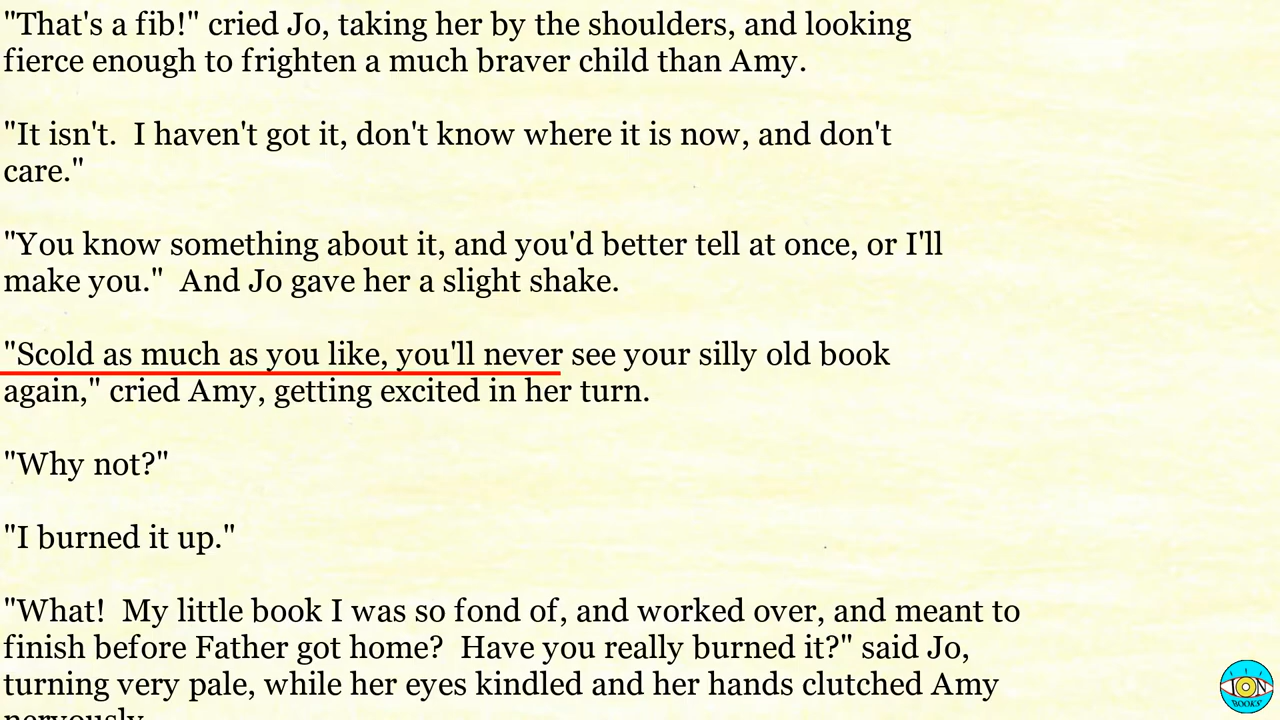 "That's a fib!" cried Jo, taking her by the shoulders, and looking
fierce enough to frighten a much braver child than Amy.
"It isn't.  I haven't got it, don't know where it is now, and don't
care."
"You know something about it, and you'd better tell at once, or I'll
make you."  And Jo gave her a slight shake.
"Scold as much as you like, you'll never see your silly old book
again," cried Amy, getting excited in her turn.
"Why not?"
"I burned it up."
"What!  My little book I was so fond of, and worked over, and meant to
finish before Father got home?  Have you really burned it?" said Jo,
turning very pale, while her eyes kindled and her hands clutched Amy
nervously.
ION
BOOKS